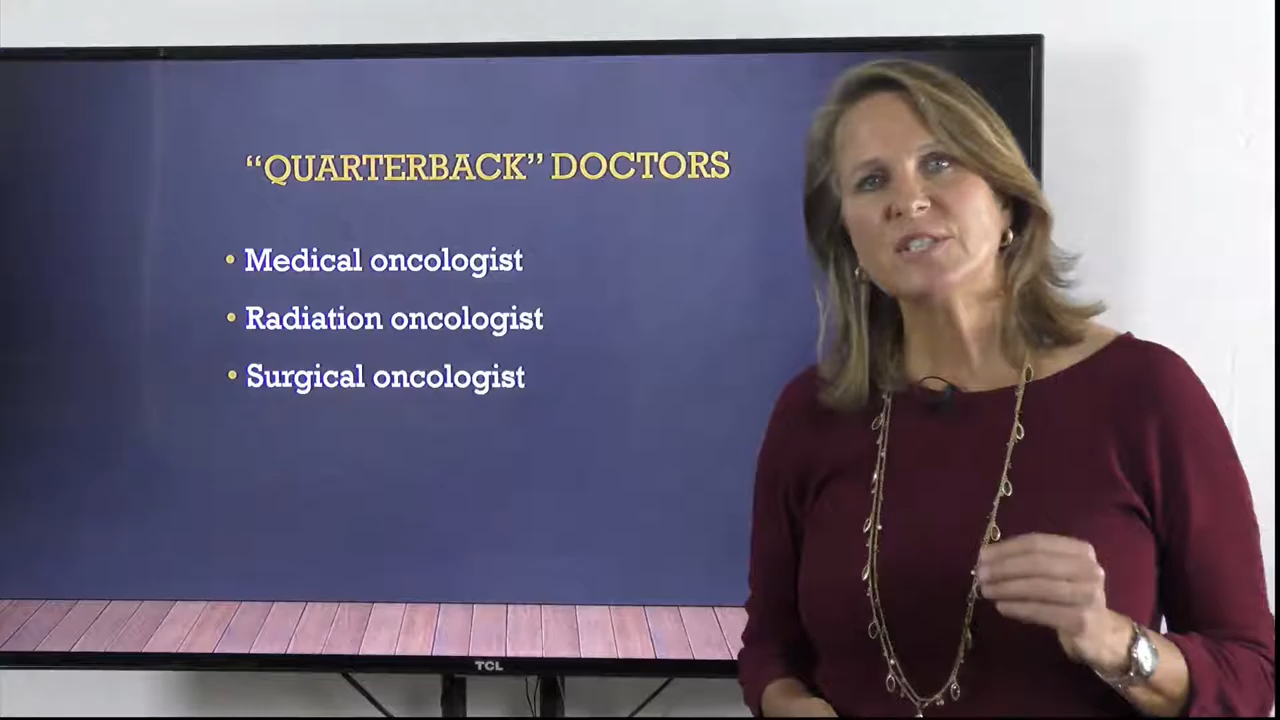 “QUARTERBACK” DOCTORS
• Medical oncologist
• Radiation oncologist
• Surgical oncologist
TCL